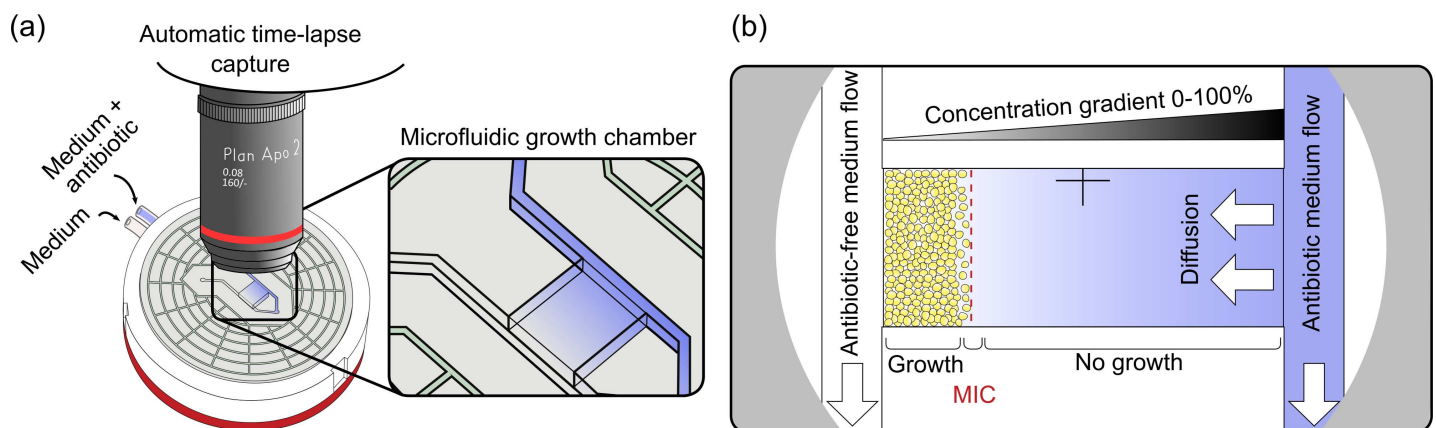 (a)
Automatic time-lapse
capture
Medium +
antibiotic
Medium
Plan Apo 2
0.08
160/-
Microfluidic growth chamber
(b)
Antibiotic-free medium flow
Concentration gradient 0-100%
Diffusion
Antibiotic medium flow
Growth
MIC
No growth